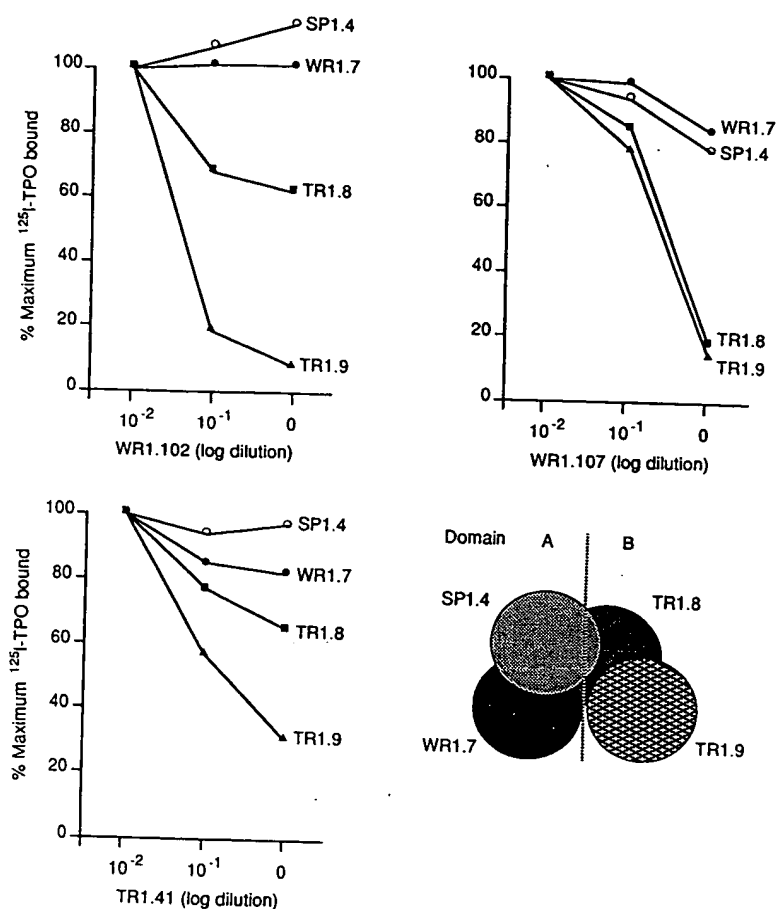 % Maximum ¹²⁵I-TPO bound
100
80
60
40
20
0
SP1.4
WR1.7
TR1.8
TR1.9
10⁻² 10⁻¹ 0
WR1.102 (log dilution)
100
80
60
40
20
0
WR1.7
SP1.4
TR1.8
TR1.9
10⁻² 10⁻¹ 0
WR1.107 (log dilution)
% Maximum ¹²⁵I-TPO bound
100
80
60
40
20
0
SP1.4
WR1.7
TR1.8
TR1.9
10⁻² 10⁻¹ 0
TR1.41 (log dilution)
Domain A B
SP1.4
TR1.8
WR1.7
TR1.9